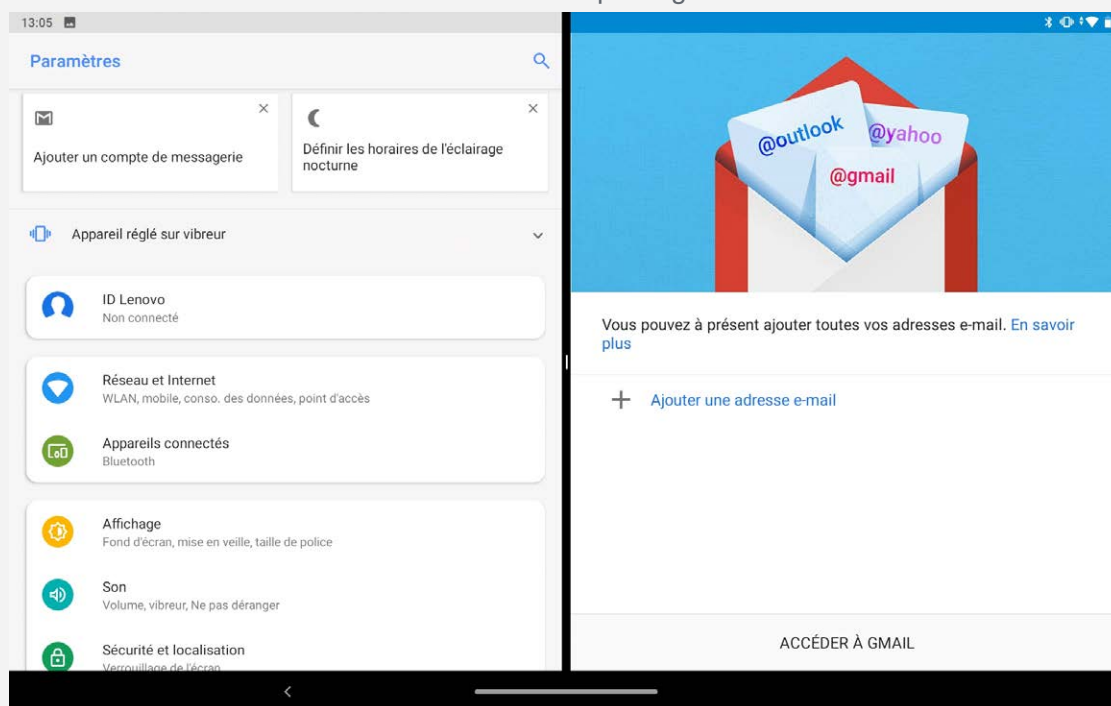 13:05
Paramètres
Ajouter un compte de messagerie
Définir les horaires de l'éclairage
nocturne
Appareil réglé sur vibreur
ID Lenovo
Non connecté
Réseau et Internet
WLAN, mobile, conso. des données, point d'accès
Appareils connectés
Bluetooth
Affichage
Fond d'écran, mise en veille, taille de police
Son
Volume, vibreur, Ne pas déranger
Sécurité et localisation
Verrouillage de l'écran
@outlook
@yahoo
@gmail
Vous pouvez à présent ajouter toutes vos adresses e-mail. En savoir
plus
Ajouter une adresse e-mail
ACCÉDER À GMAIL